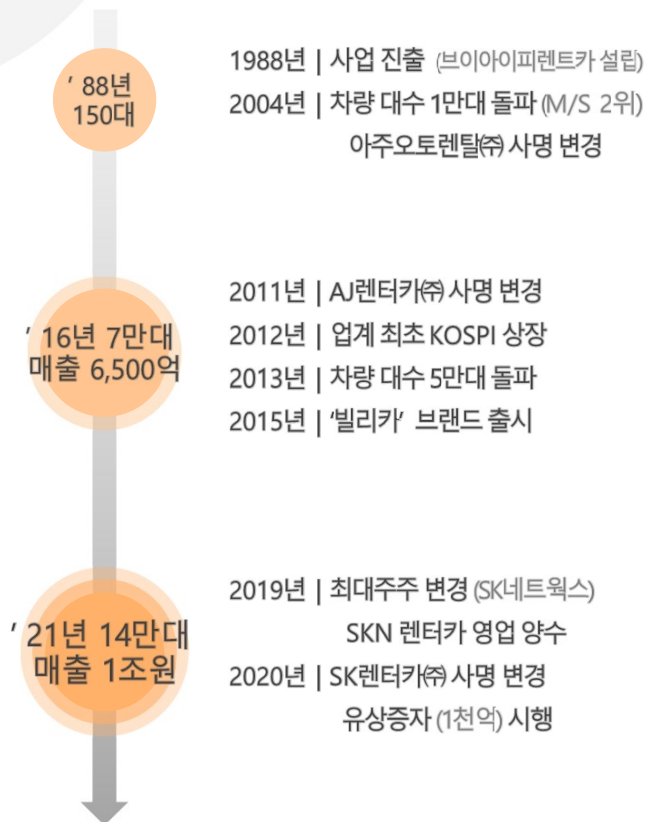 ’ 88년
150대
1988년 | 사업 진출 (브이아이피렌트카 설립)
2004년 | 차량 대수 1만대 돌파 (M/S 2위)
아주오토렌탈㈜ 사명 변경
’ 16년 7만대
매출 6,500억
2011년 | AJ렌터카㈜ 사명 변경
2012년 | 업계 최초 KOSPI 상장
2013년 | 차량 대수 5만대 돌파
2015년 | ‘빌리카’ 브랜드 출시
’ 21년 14만대
매출 1조원
2019년 | 최대주주 변경 (SK네트웍스)
SKN 렌터카 영업 양수
2020년 | SK렌터카㈜ 사명 변경
유상증자 (1천억) 시행